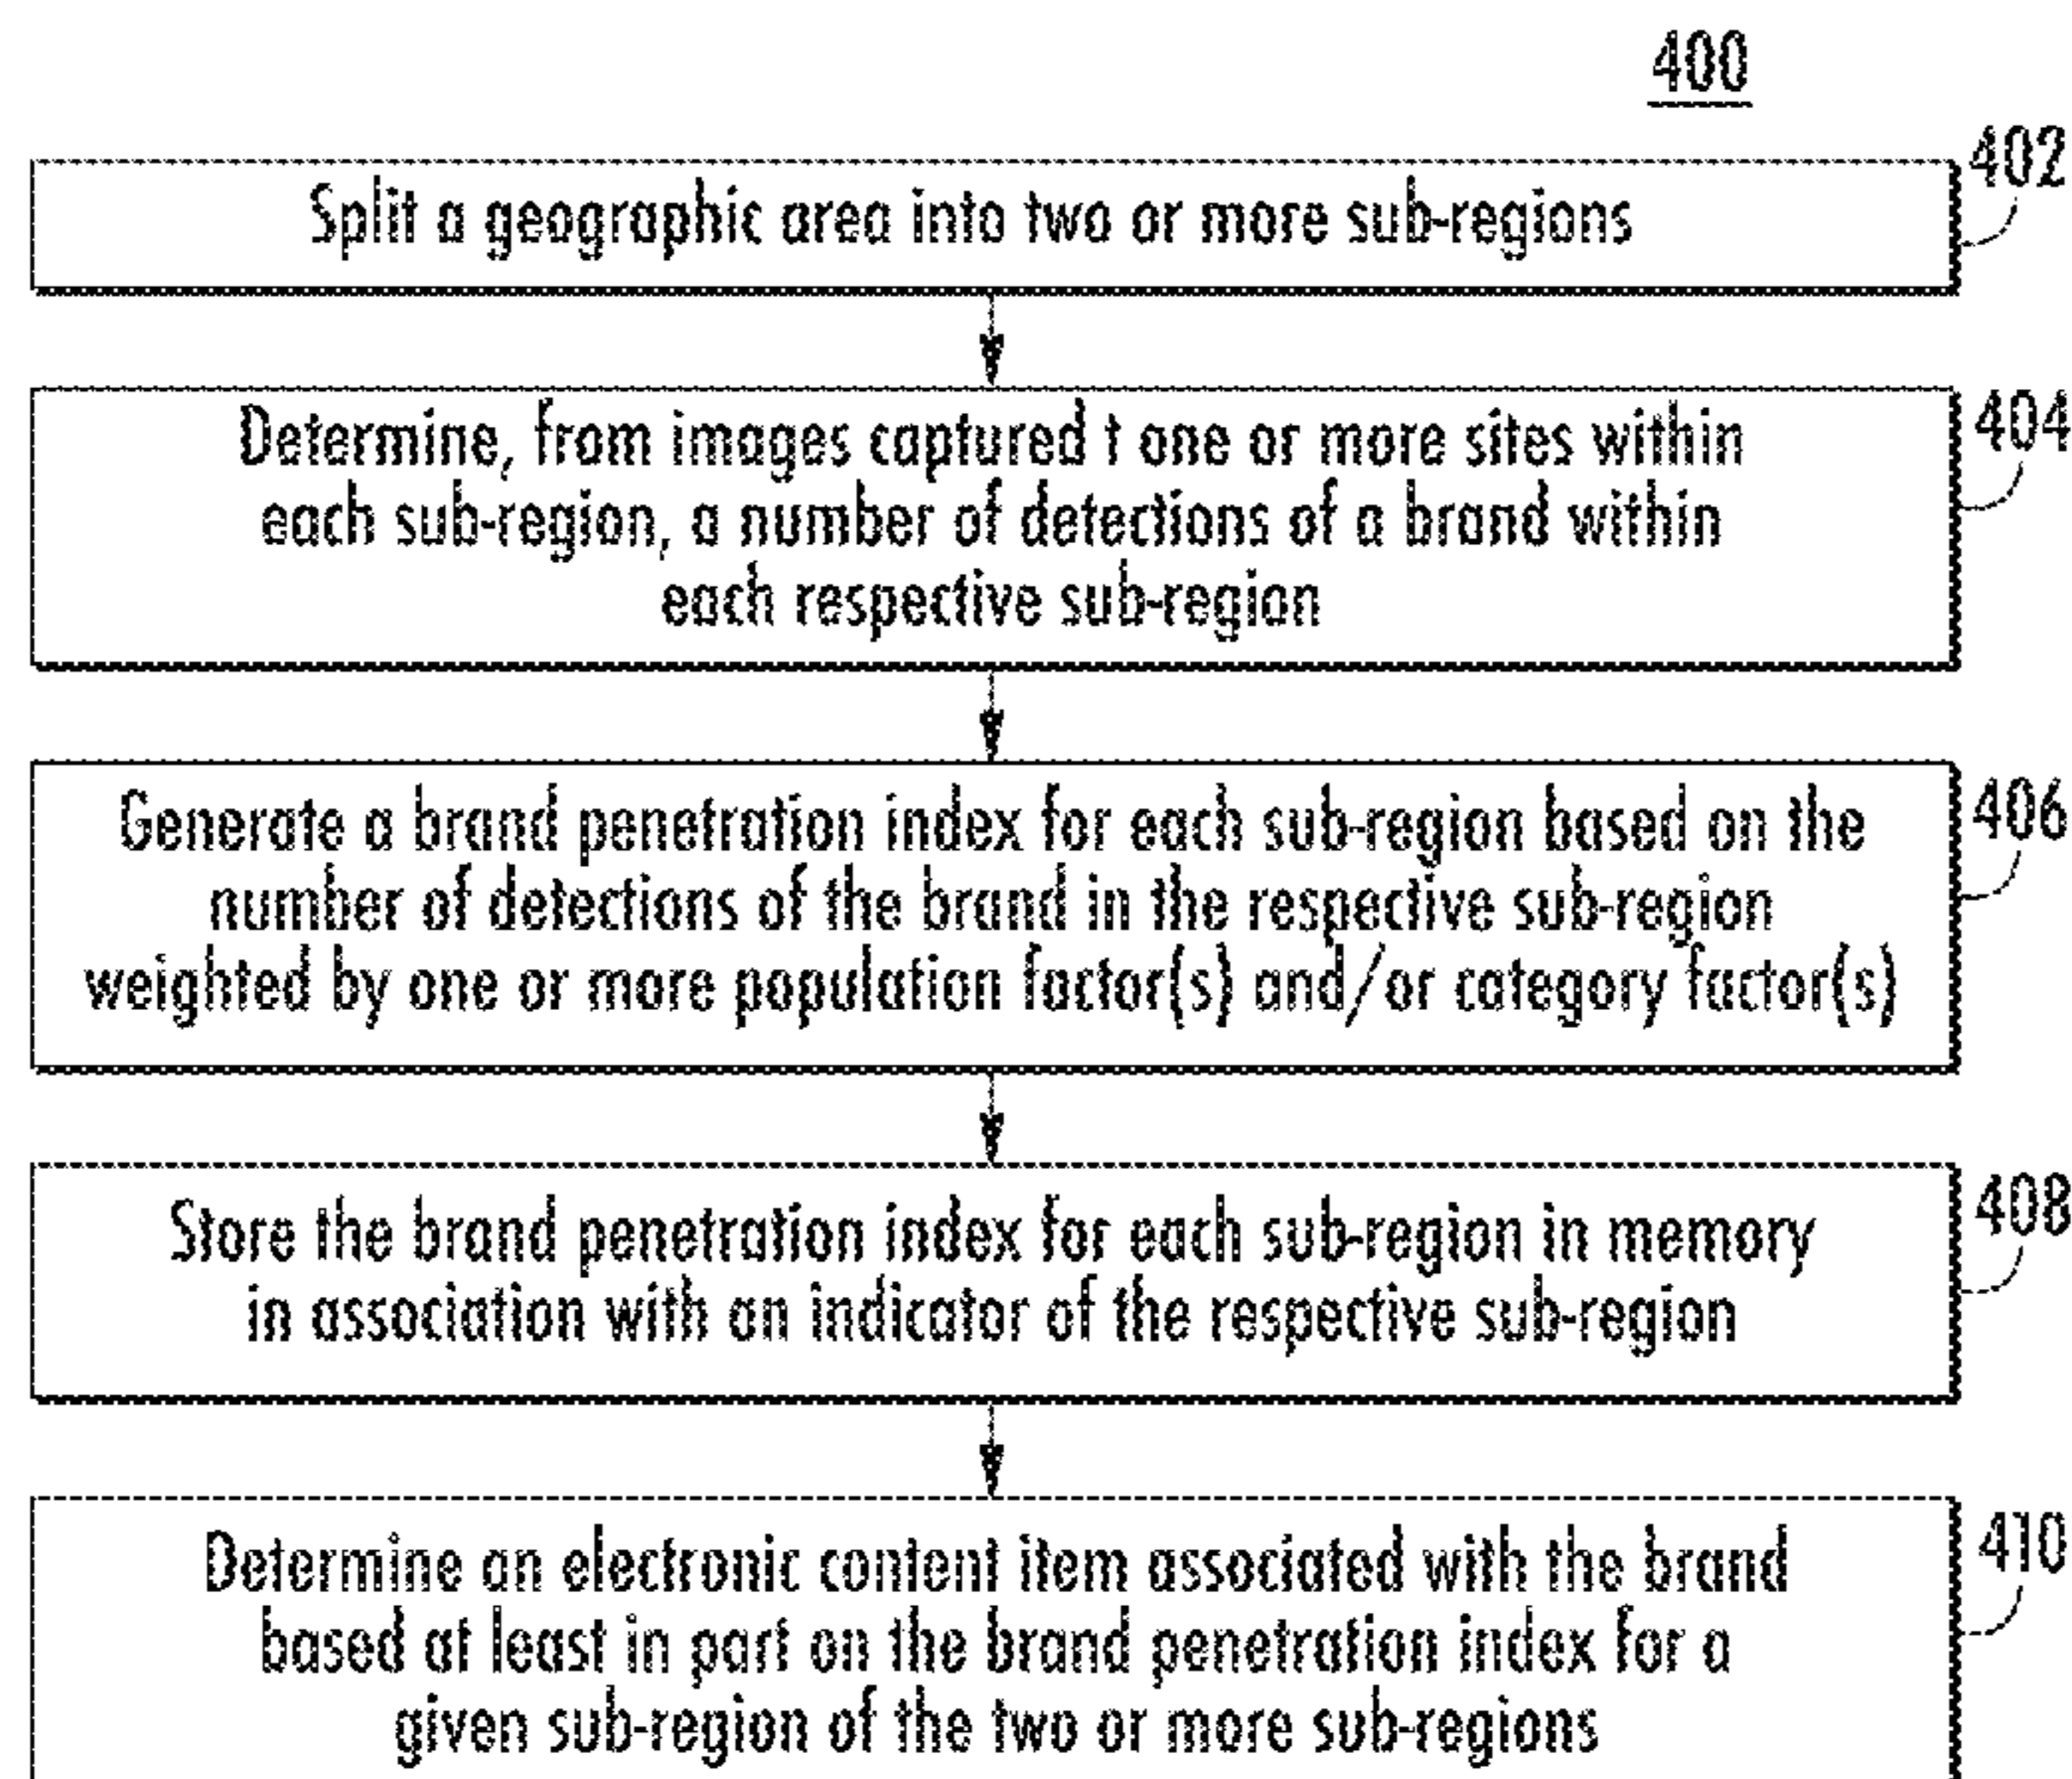 400
402
Split a geographic area into two or more sub-regions
404
Determine, from images captured t one or more sites within
each sub-region, a number of detections of a brand within
each respective sub-region
406
Generate a brand penetration index for each sub-region based on the
number of detections of the brand in the respective sub-region
weighted by one or more population factor(s) and/or category factor(s)
408
Store the brand penetration index for each sub-region in memory
in association with an indicator of the respective sub-region
410
Determine an electronic content item associated with the brand
based at least in part on the brand penetration index for a
given sub-region of the two or more sub-regions